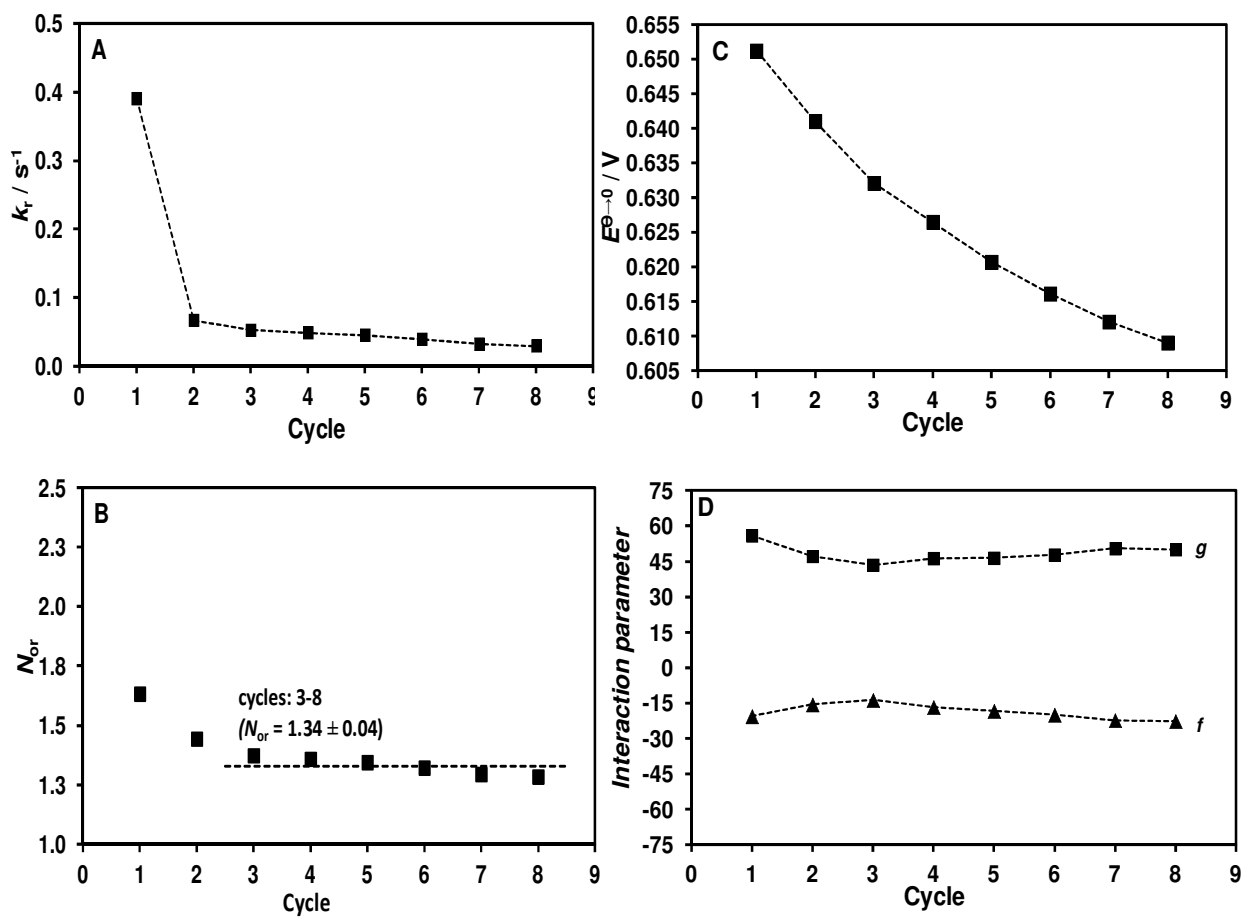 A
k_r / s⁻¹
0.5
0.4
0.3
0.2
0.1
0.0
0 1 2 3 4 5 6 7 8 9
Cycle
C
E^Θ→0 / V
0.655
0.650
0.645
0.640
0.635
0.630
0.625
0.620
0.615
0.610
0.605
0 1 2 3 4 5 6 7 8 9
Cycle
B
N_or
2.5
2.3
2.0
1.8
1.5
1.3
1.0
cycles: 3-8
(N_or = 1.34 ± 0.04)
0 1 2 3 4 5 6 7 8 9
Cycle
D
Interaction parameter
75
60
45
30
15
0
-15
-30
-45
-60
-75
g
f
0 1 2 3 4 5 6 7 8 9
Cycle